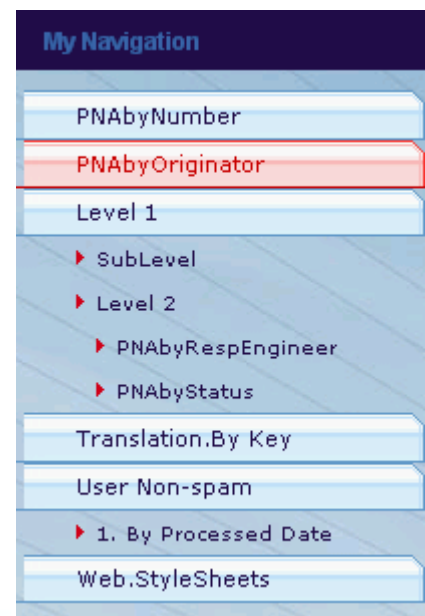 My Navigation
PNAbyNumber
PNAbyOriginator
Level 1
SubLevel
Level 2
PNAbyRespEngineer
PNAbyStatus
Translation.By Key
User Non-spam
1. By Processed Date
Web.StyleSheets